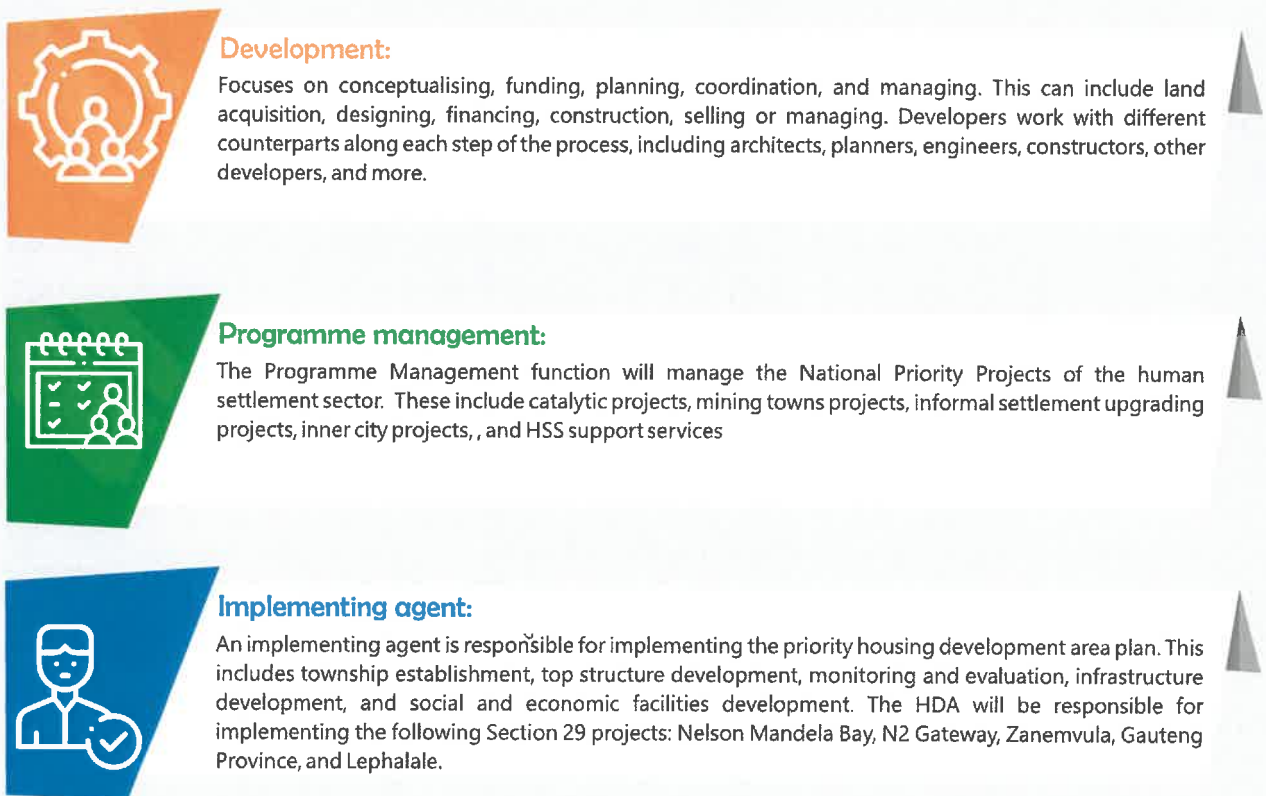 Development:
Focuses on conceptualising, funding, planning, coordination, and managing. This can include land
acquisition, designing, financing, construction, selling or managing. Developers work with different
counterparts along each step of the process, including architects, planners, engineers, constructors, other
developers, and more.
Programme management:
The Programme Management function will manage the National Priority Projects of the human
settlement sector. These include catalytic projects, mining towns projects, informal settlement upgrading
projects, inner city projects, , and HSS support services
Implementing agent:
An implementing agent is responsible for implementing the priority housing development area plan. This
includes township establishment, top structure development, monitoring and evaluation, infrastructure
development, and social and economic facilities development. The HDA will be responsible for
implementing the following Section 29 projects: Nelson Mandela Bay, N2 Gateway, Zanemvula, Gauteng
Province, and Lephalale.